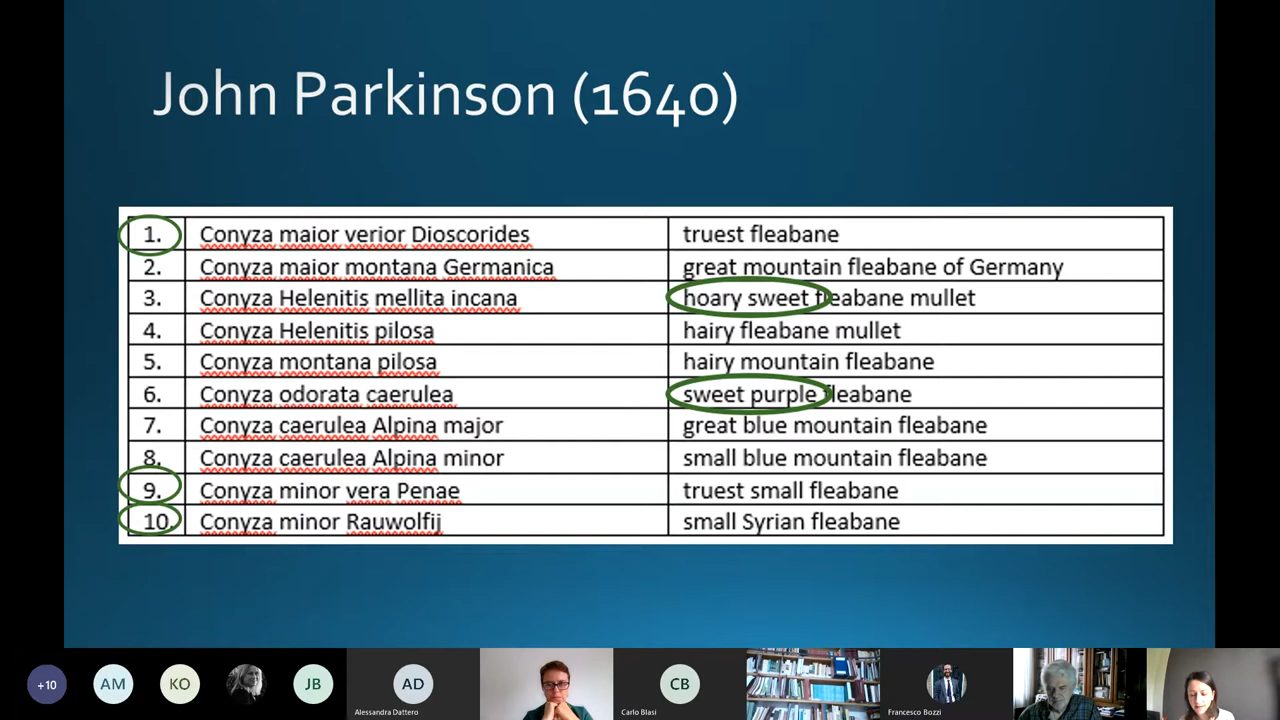 John Parkinson (1640)
1. Conyza maior verior Dioscorides truest fleabane
2. Conyza maior montana Germanica great mountain fleabane of Germany
3. Conyza Helenitis mellita incana hoary sweet fleabane mullet
4. Conyza Helenitis pilosa hairy fleabane mullet
5. Conyza montana pilosa hairy mountain fleabane
6. Conyza odorata caerulea sweet purple fleabane
7. Conyza caerulea Alpina major great blue mountain fleabane
8. Conyza caerulea Alpina minor small blue mountain fleabane
9. Conyza minor vera Penae truest small fleabane
10. Conyza minor Rauwolfij small Syrian fleabane
+10 AM KO JB AD CB
Alessandra Dattero Carlo Blasi Francesco Bozzi